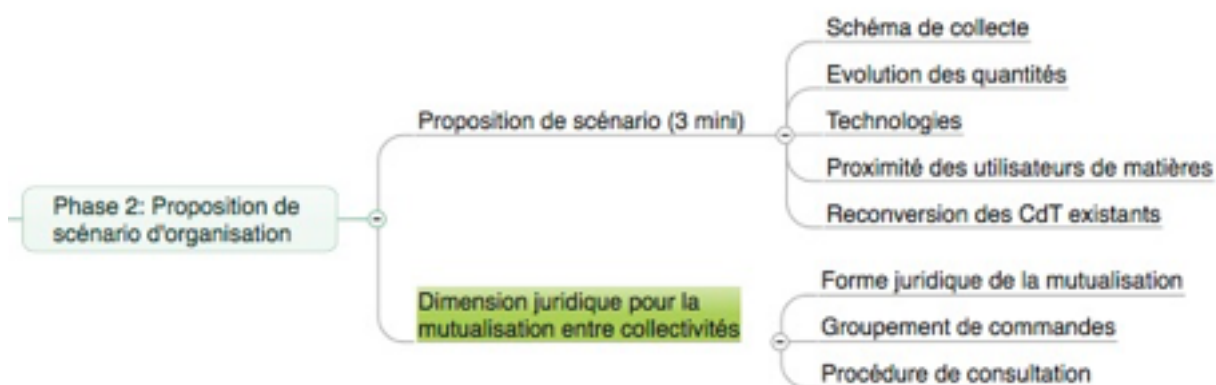 Phase 2: Proposition de
scénario d'organisation
Proposition de scénario (3 mini)
Schéma de collecte
Evolution des quantités
Technologies
Proximité des utilisateurs de matières
Reconversion des CdT existants
Dimension juridique pour la
mutualisation entre collectivités
Forme juridique de la mutualisation
Groupement de commandes
Procédure de consultation